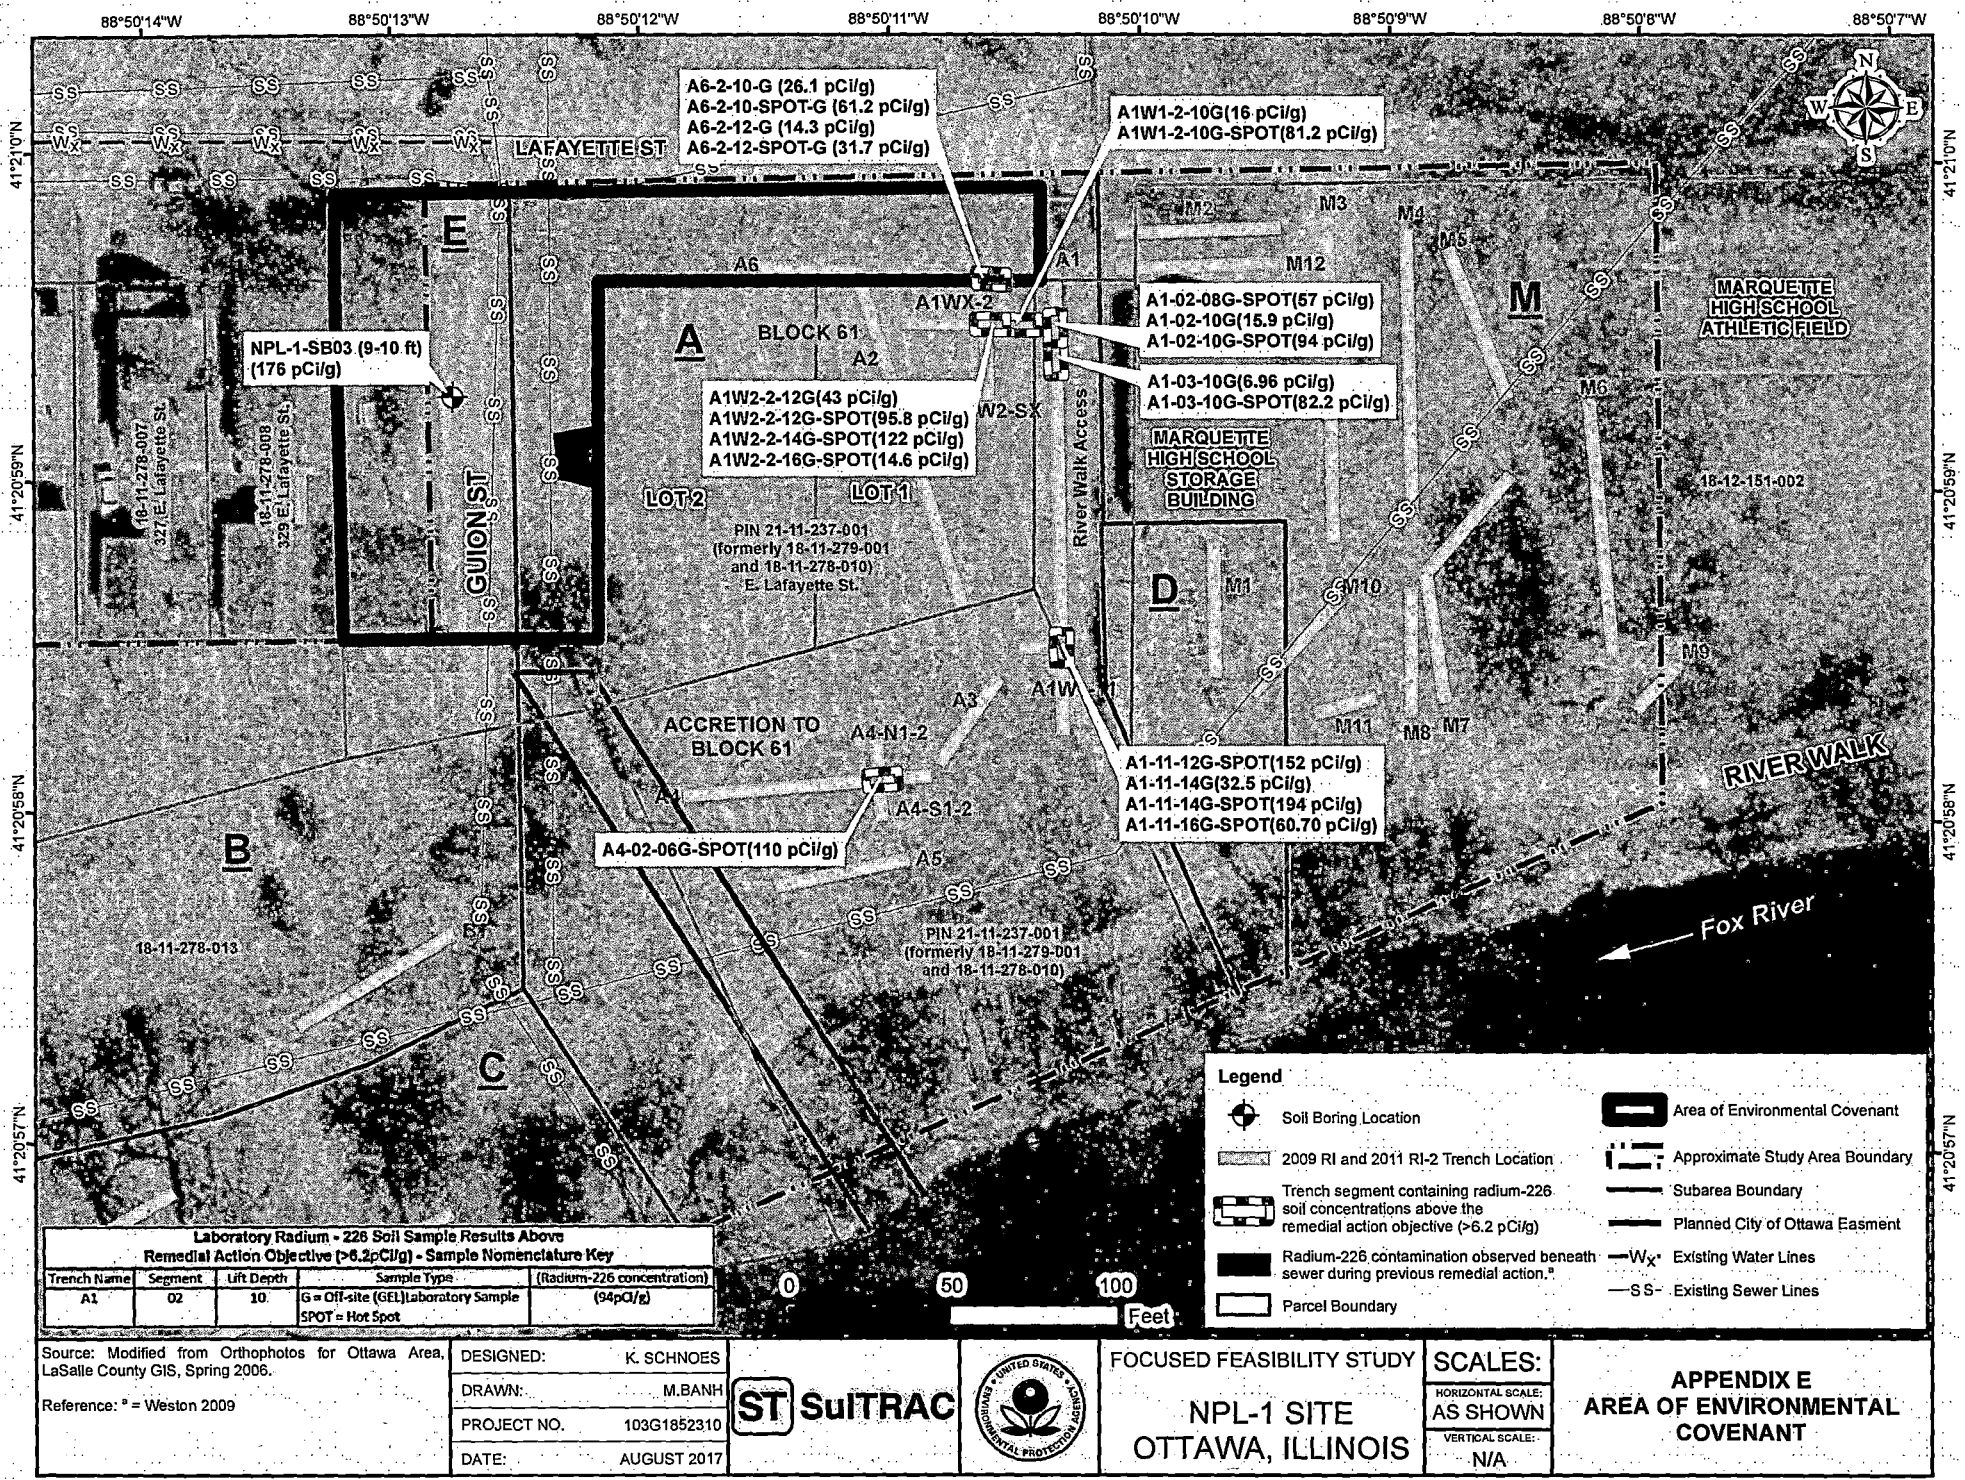 88°50'14"W
88°50'13"W
88°50'12"W
88°50'11"W
88°50'10"W
88°50'9"W
88°50'8"W
88°50'7"W
41°21'0"N
41°20'59"N
41°20'58"N
41°20'57"N
41°21'0"N
41°20'59"N
41°20'58"N
41°20'57"N
N
W
E
S
A6-2-10-G (26.1 pCi/g)
A6-2-10-SPOT-G (61.2 pCi/g)
A6-2-12-G (14.3 pCi/g)
A6-2-12-SPOT-G (31.7 pCi/g)
A1W1-2-10G(16 pCi/g)
A1W1-2-10G-SPOT(81.2 pCi/g)
LAFAYETTE ST
E
M2
M3
M4
M5
A6
A1
M12
A1WX-2
M
MARQUETTE
HIGH SCHOOL
ATHLETIC FIELD
A1-02-08G-SPOT(57 pCi/g)
A1-02-10G(15.9 pCi/g)
A1-02-10G-SPOT(94 pCi/g)
A
BLOCK 61
A2
NPL-1-SB03 (9-10 ft)
(176 pCi/g)
A1-03-10G(6.96 pCi/g)
A1-03-10G-SPOT(82.2 pCi/g)
M6
A1W2-2-12G(43 pCi/g)
A1W2-2-12G-SPOT(95.8 pCi/g)
A1W2-2-14G-SPOT(122 pCi/g)
A1W2-2-16G-SPOT(14.6 pCi/g)
W2-SX
River Walk Access
MARQUETTE
HIGH SCHOOL
STORAGE
BUILDING
18-11-278-007
327 E. Lafayette St.
18-11-278-008
329 E. Lafayette St.
GUION ST
LOT 2
LOT 1
18-12-151-002
PIN 21-11-237-001
(formerly 18-11-279-001
and 18-11-278-010)
E. Lafayette St.
D
M1
M10
M9
A3
ACCRETION TO
BLOCK 61
A4-N1-2
M11
M8
M7
RIVER WALK
A4
A4-S1-2
A1-11-12G-SPOT(152 pCi/g)
A1-11-14G(32.5 pCi/g)
A1-11-14G-SPOT(194 pCi/g)
A1-11-16G-SPOT(60.70 pCi/g)
A4-02-06G-SPOT(110 pCi/g)
A5
B
18-11-278-013
PIN 21-11-237-001
(formerly 18-11-279-001
and 18-11-278-010)
Fox River
C
Legend
Soil Boring Location
2009 RI and 2011 RI-2 Trench Location
Trench segment containing radium-226
soil concentrations above the
remedial action objective (>6.2 pCi/g)
Radium-226 contamination observed beneath
sewer during previous remedial action.ª
Parcel Boundary
Area of Environmental Covenant
Approximate Study Area Boundary
Subarea Boundary
Planned City of Ottawa Easment
Wx Existing Water Lines
SS Existing Sewer Lines
Laboratory Radium - 226 Soil Sample Results Above
Remedial Action Objective (>6.2pCi/g) - Sample Nomenclature Key
Trench Name Segment Lift Depth Sample Type (Radium-226 concentration)
A1 02 10 G = Off-site (GEL)Laboratory Sample (94pCi/g)
SPOT = Hot Spot
0 50 100
Feet
Source: Modified from Orthophotos for Ottawa Area,
LaSalle County GIS, Spring 2006.
Reference: ª = Weston 2009
DESIGNED: K. SCHNOES
DRAWN: M.BANH
PROJECT NO. 103G1852310
DATE: AUGUST 2017
ST SulTRAC
UNITED STATES
ENVIRONMENTAL PROTECTION AGENCY
FOCUSED FEASIBILITY STUDY
NPL-1 SITE
OTTAWA, ILLINOIS
SCALES:
HORIZONTAL SCALE:
AS SHOWN
VERTICAL SCALE:
N/A
APPENDIX E
AREA OF ENVIRONMENTAL
COVENANT